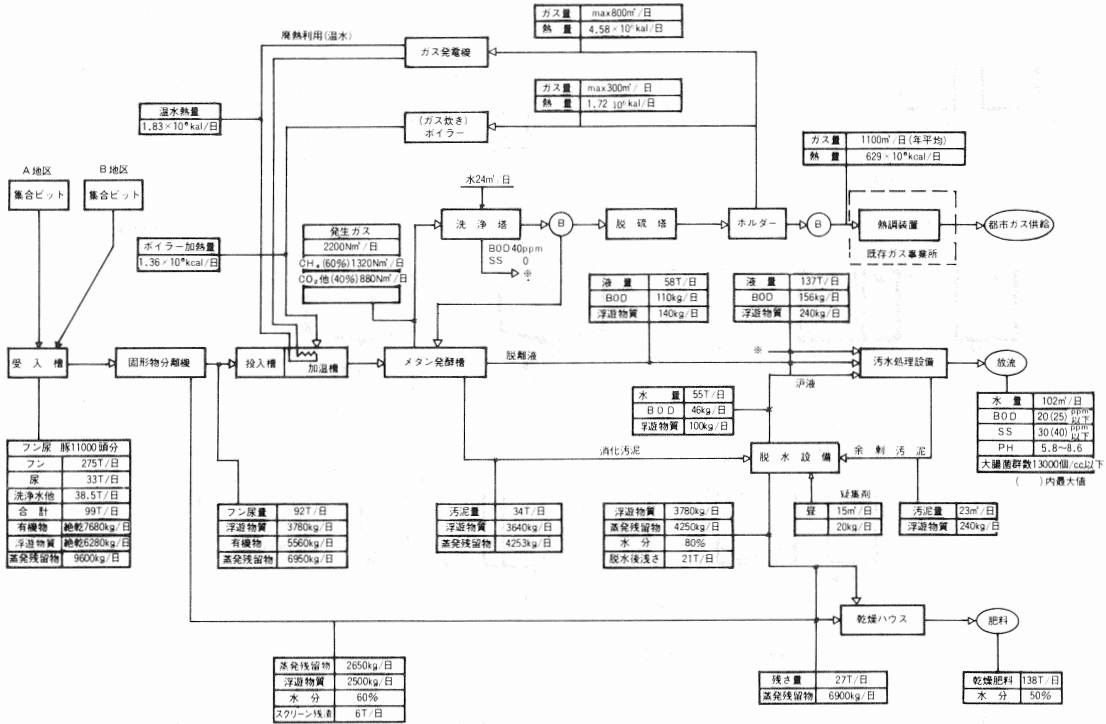 ガス量 max800㎥/日
熱量 4.58×10⁶kal/日
廃熱利用(温水)
ガス発電機
ガス量 max300㎥/日
熱量 1.72 10⁶kal/日
温水熱量
1.83×10⁶kal/日
(ガス炊き)
ボイラー
ガス量 1100㎥/日(年平均)
熱量 629×10⁶kcal/日
A地区
集合ピット
B地区
集合ピット
水24㎥/日
洗浄塔
B
脱硫塔
ホルダー
B
熱調装置
都市ガス供給
既存ガス事業所
ボイラー加熱量
1.36×10⁶kcal/日
発生ガス
2200N㎥/日
CH₄(60%)1320N㎥/日
CO₂他(40%)880N㎥/日
BOD40ppm
SS 0
※
液量 58T/日
BOD 110kg/日
浮遊物質 140kg/日
液量 137T/日
BOD 156kg/日
浮遊物質 240kg/日
受入槽
固形物分離機
投入槽
加温槽
メタン発酵槽
脱離液
※
汚水処理設備
放流
沪液
水量 55T/日
BOD 46kg/日
浮遊物質 100kg/日
水量 102㎥/日
BOD 20(25)ppm以下
SS 30(40)ppm以下
PH 5.8〜8.6
大腸菌群数13000個/cc以下
( )内最大値
フン尿 豚11000頭分
フン 275T/日
尿 33T/日
洗浄水他 38.5T/日
合計 99T/日
有機物 絶乾7680kg/日
浮遊物質 絶乾6280kg/日
蒸発残留物 9600kg/日
消化汚泥
脱水設備
余剰汚泥
フン尿量 92T/日
浮遊物質 3780kg/日
有機物 5560kg/日
蒸発残留物 6950kg/日
汚泥量 34T/日
浮遊物質 3640kg/日
蒸発残留物 4253kg/日
浮遊物質 3780kg/日
蒸発残留物 4250kg/日
水分 80%
脱水後浅さ 21T/日
疑集剤
昼 15㎥/日
20kg/日
汚泥量 23㎥/日
浮遊物質 240kg/日
乾燥ハウス
肥料
蒸発残留物 2650kg/日
浮遊物質 2500kg/日
水分 60%
スクリーン残渣 6T/日
残さ量 27T/日
蒸発残留物 6900kg/日
乾燥肥料 138T/日
水分 50%